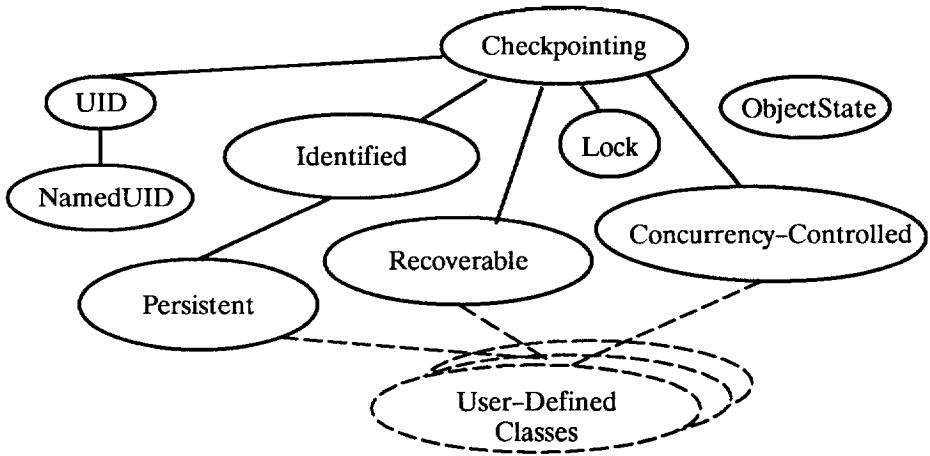 Checkpointing
UID
ObjectState
Identified
Lock
NamedUID
Concurrency-Controlled
Recoverable
Persistent
User-Defined
Classes